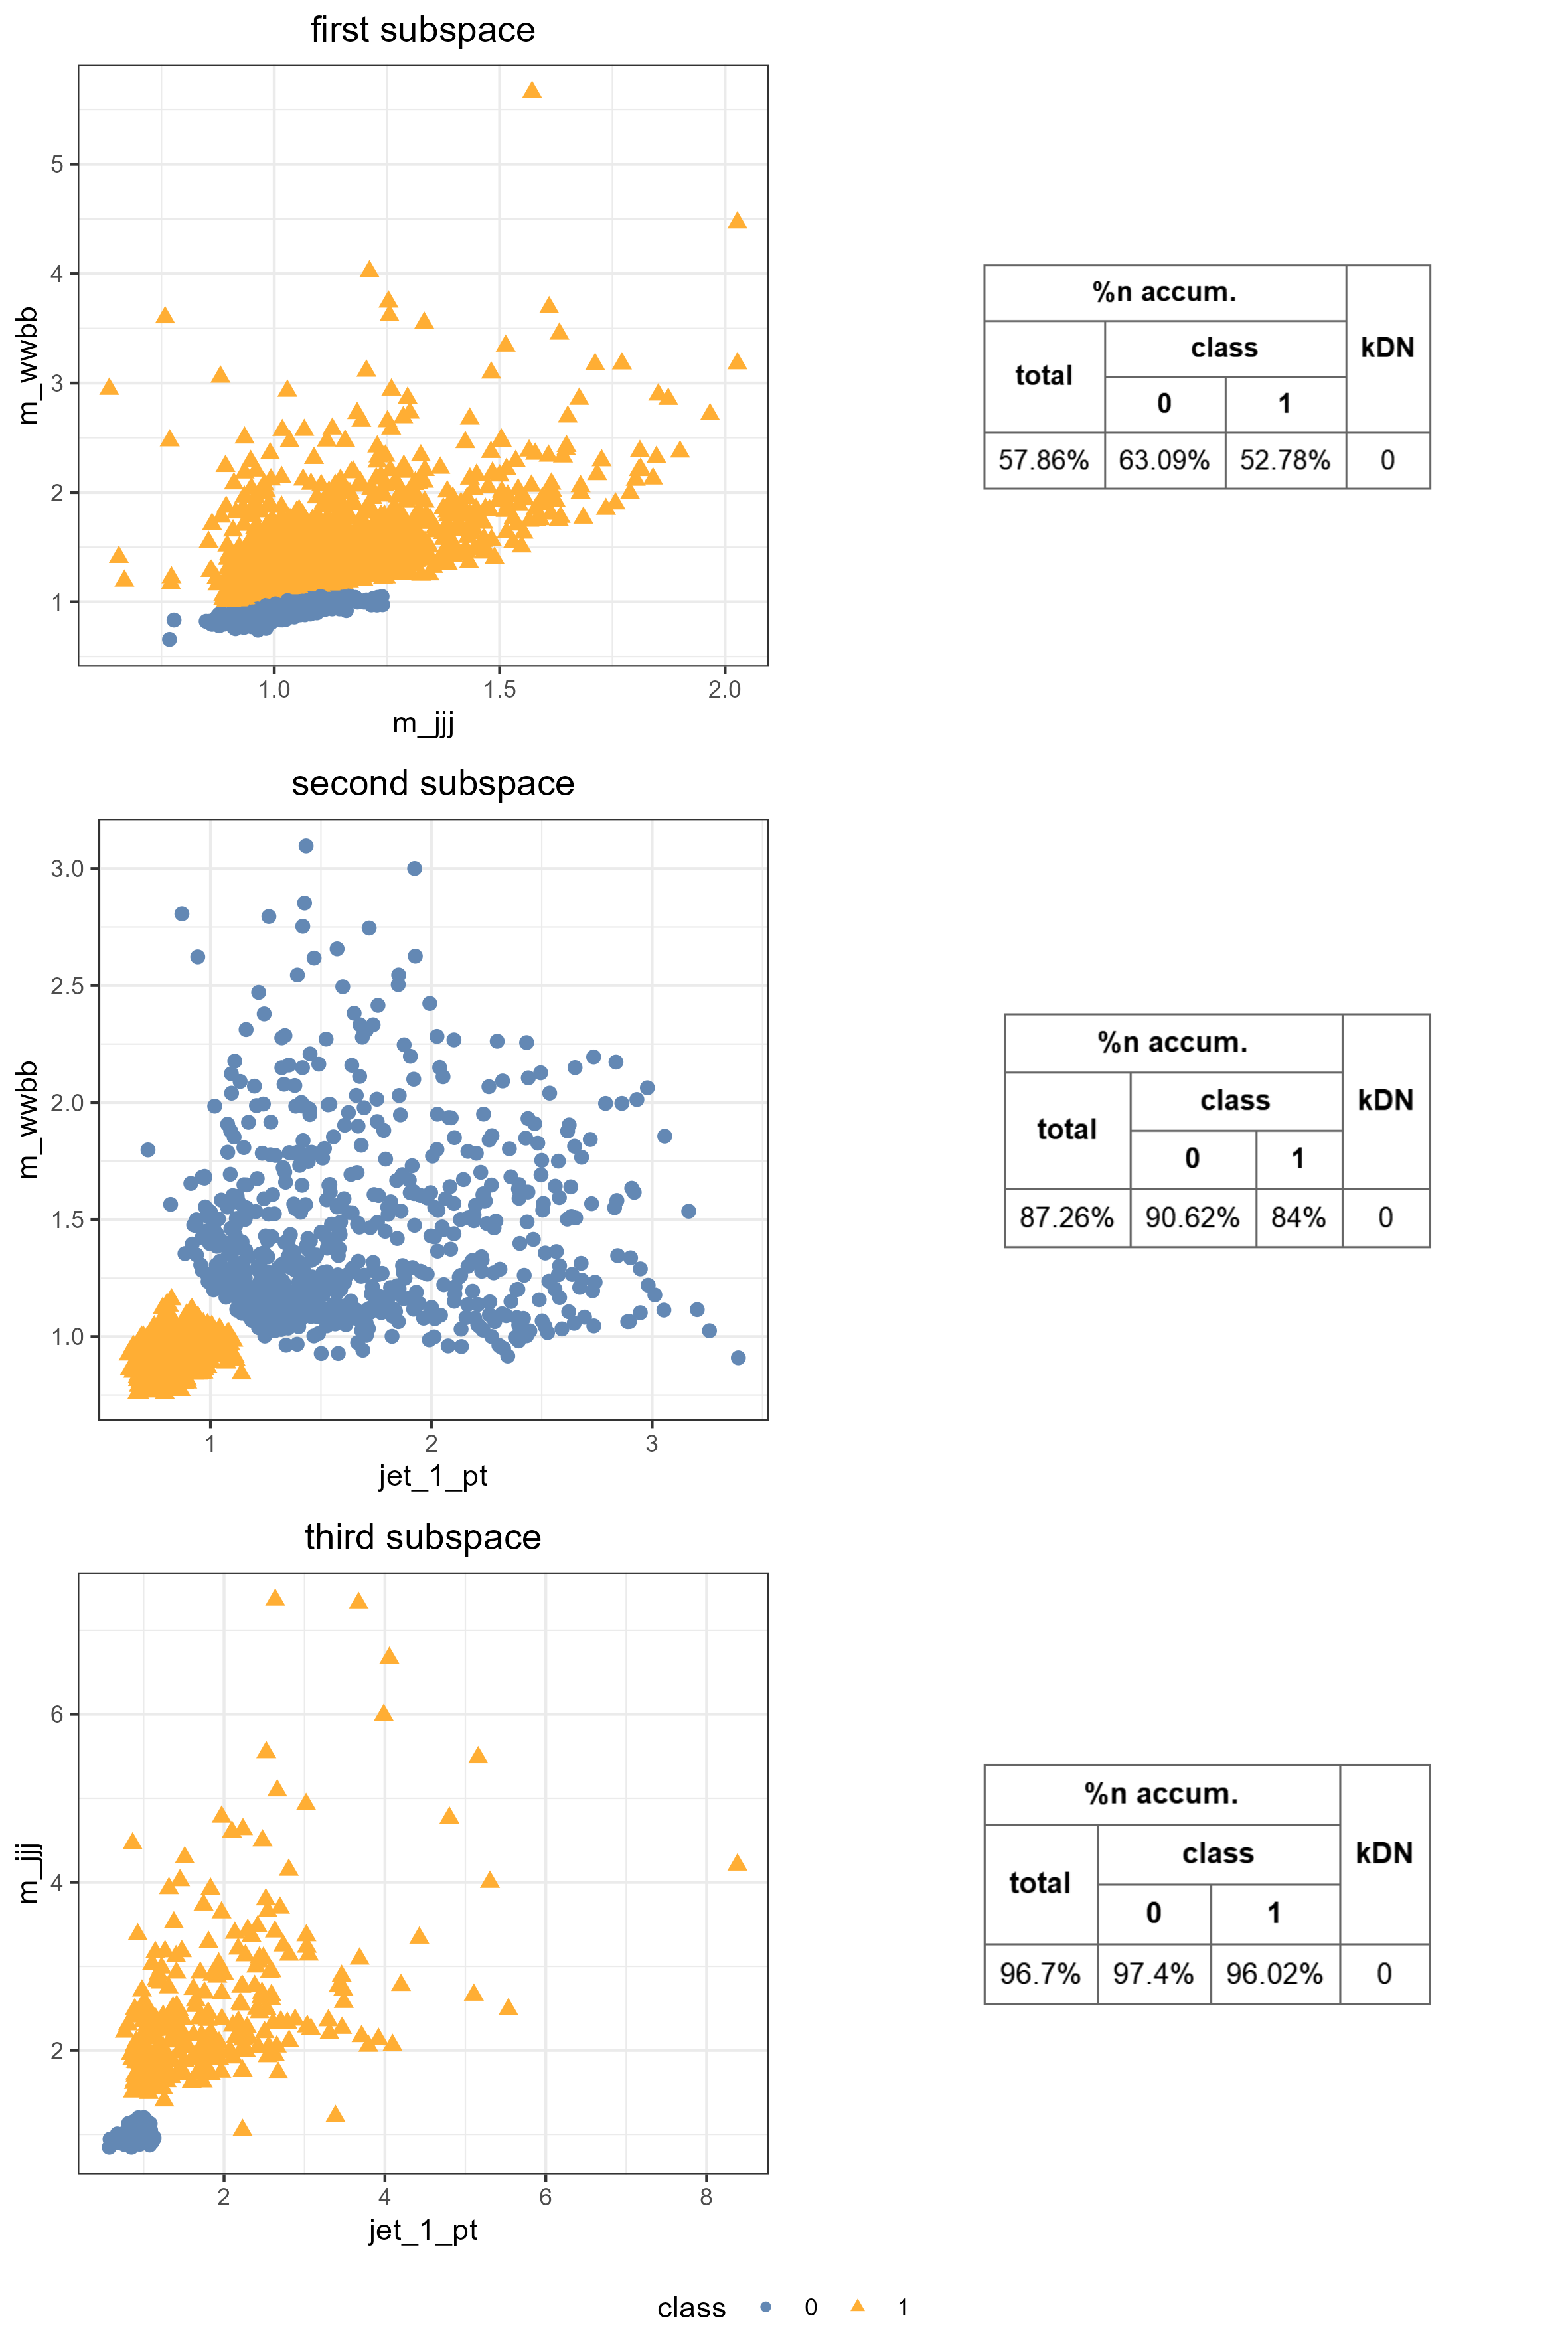 first subspace
5
4
3
2
1
m_wwbb
1.0 1.5 2.0
m_jjj
%n accum.
kDN
class
total
0 1
57.86% 63.09% 52.78% 0
second subspace
3.0
2.5
2.0
1.5
1.0
m_wwbb
1 2 3
jet_1_pt
%n accum.
kDN
class
total
0 1
87.26% 90.62% 84% 0
third subspace
6
4
2
m_jjj
2 4 6 8
jet_1_pt
%n accum.
kDN
class
total
0 1
96.7% 97.4% 96.02% 0
class 0 1